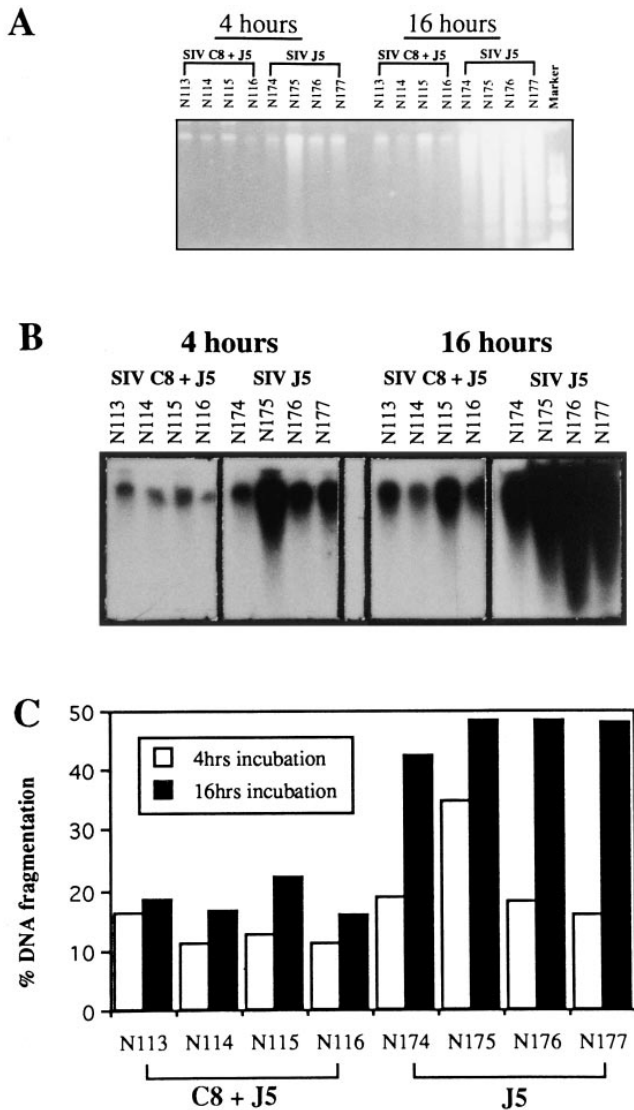 A
4 hours 16 hours
SIV C8 + J5 SIV J5 SIV C8 + J5 SIV J5
N113 N114 N115 N116 N174 N175 N176 N177 N113 N114 N115 N116 N174 N175 N176 N177 Marker
B
4 hours 16 hours
SIV C8 + J5 SIV J5 SIV C8 + J5 SIV J5
N113 N114 N115 N116 N174 N175 N176 N177 N113 N114 N115 N116 N174 N175 N176 N177
C
% DNA fragmentation
50
40
30
20
10
0
4hrs incubation
16hrs incubation
N113 N114 N115 N116 N174 N175 N176 N177
C8 + J5 J5